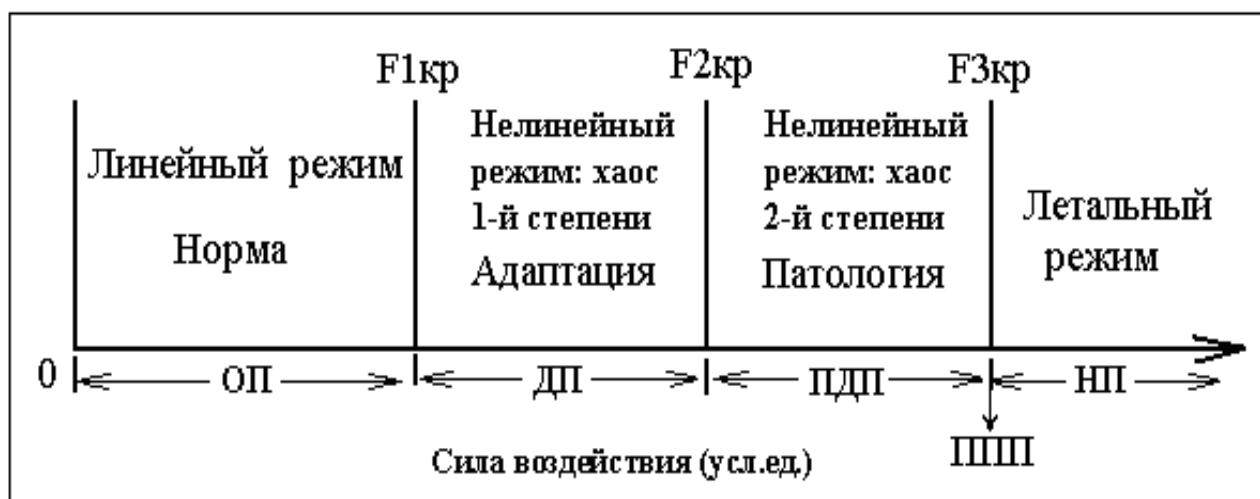 F1кр
F2кр
F3кр
Линейный режим
Норма
Нелинейный
режим: хаос
1-й степени
Адаптация
Нелинейный
режим: хаос
2-й степени
Патология
Летальный
режим
0
ОП
ДП
ПДП
НП
Сила воздействия (усл.ед.)